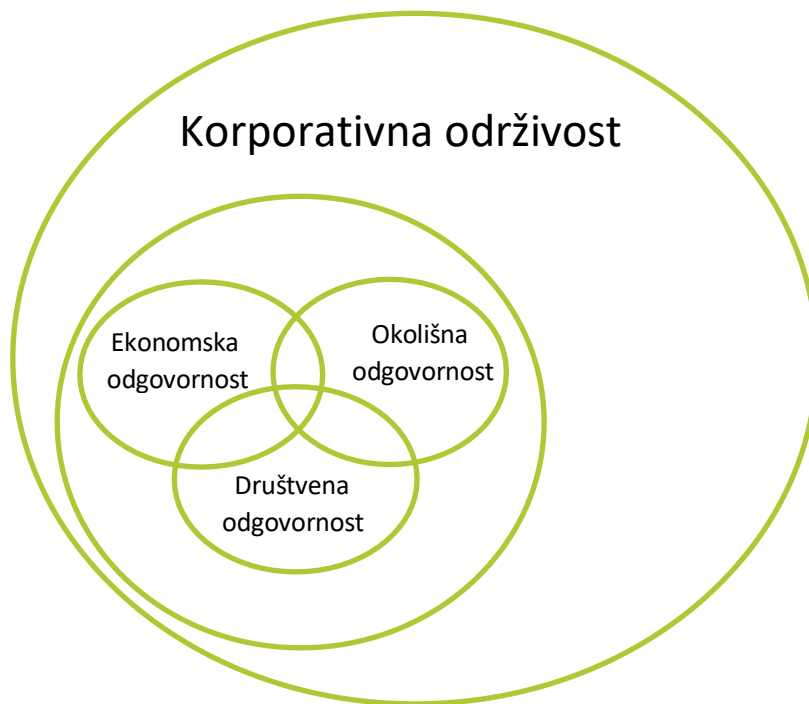 Korporativna održivost
Ekonomska
odgovornost
Okolišna
odgovornost
Društvena
odgovornost